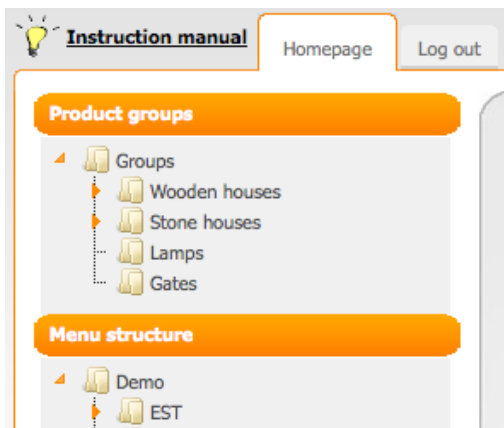 Instruction manual
Homepage
Log out
Product groups
Groups
Wooden houses
Stone houses
Lamps
Gates
Menu structure
Demo
EST